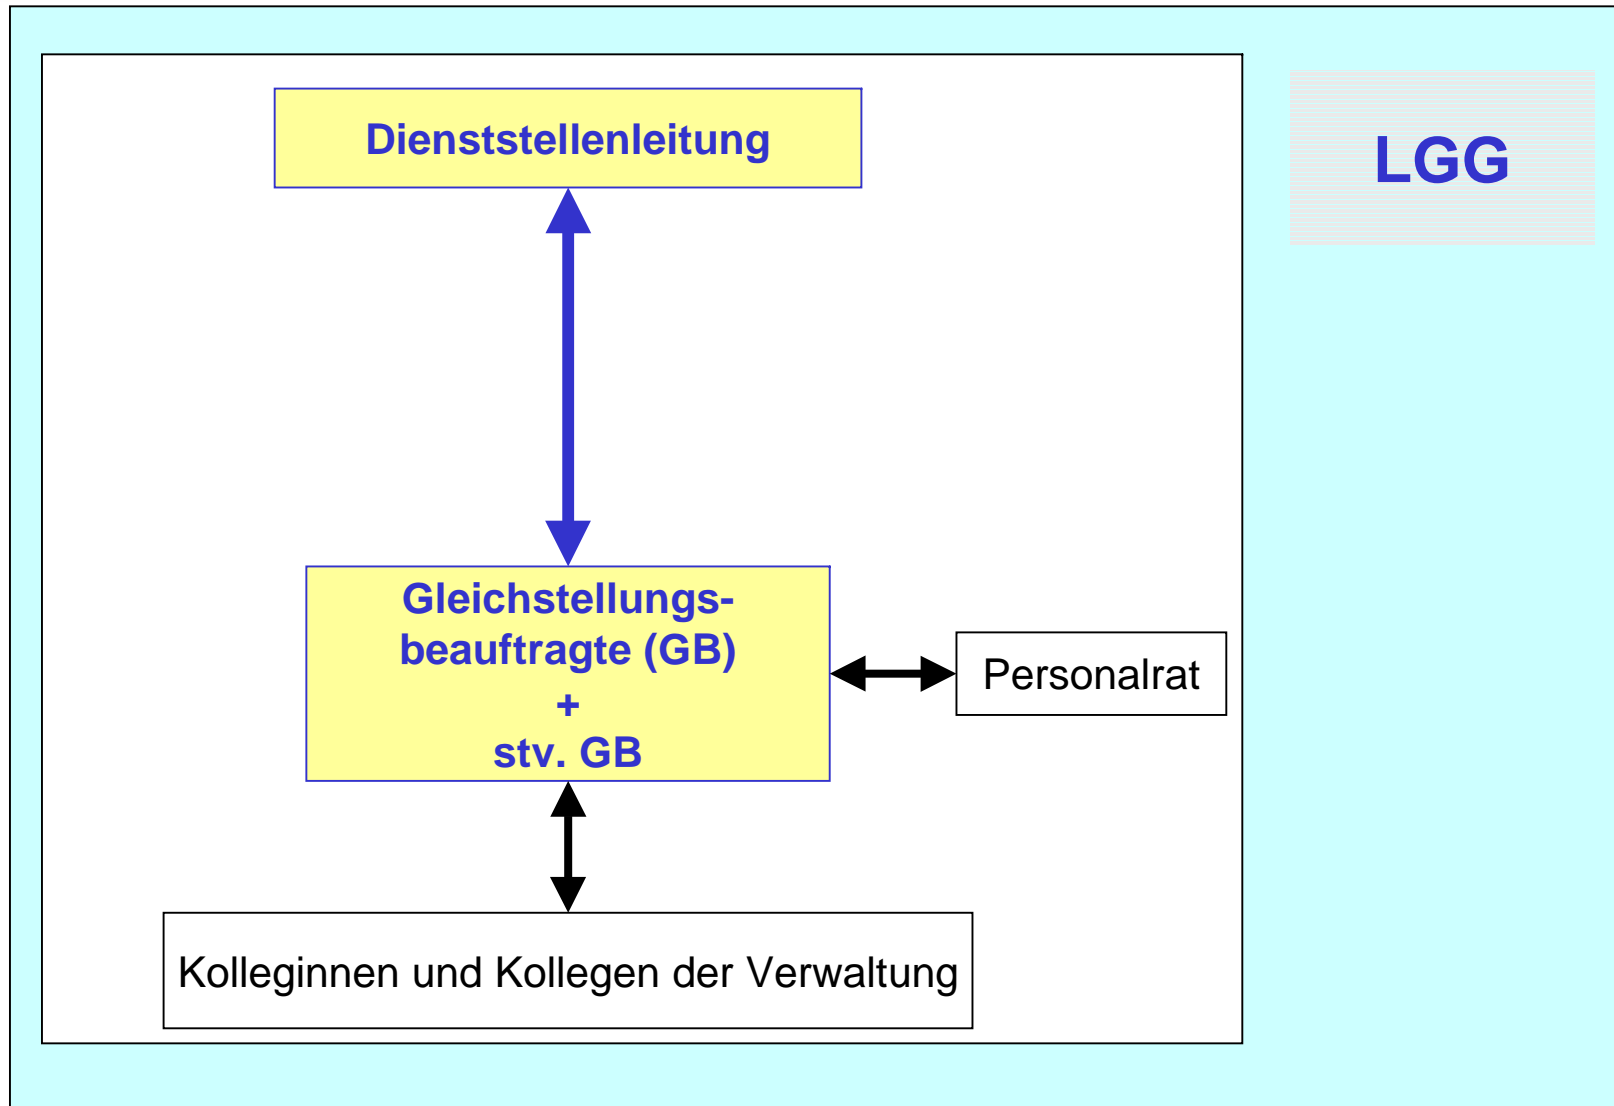 Dienststellenleitung
LGG
Gleichstellungs-
beauftragte (GB)
+
stv. GB
Personalrat
Kolleginnen und Kollegen der Verwaltung